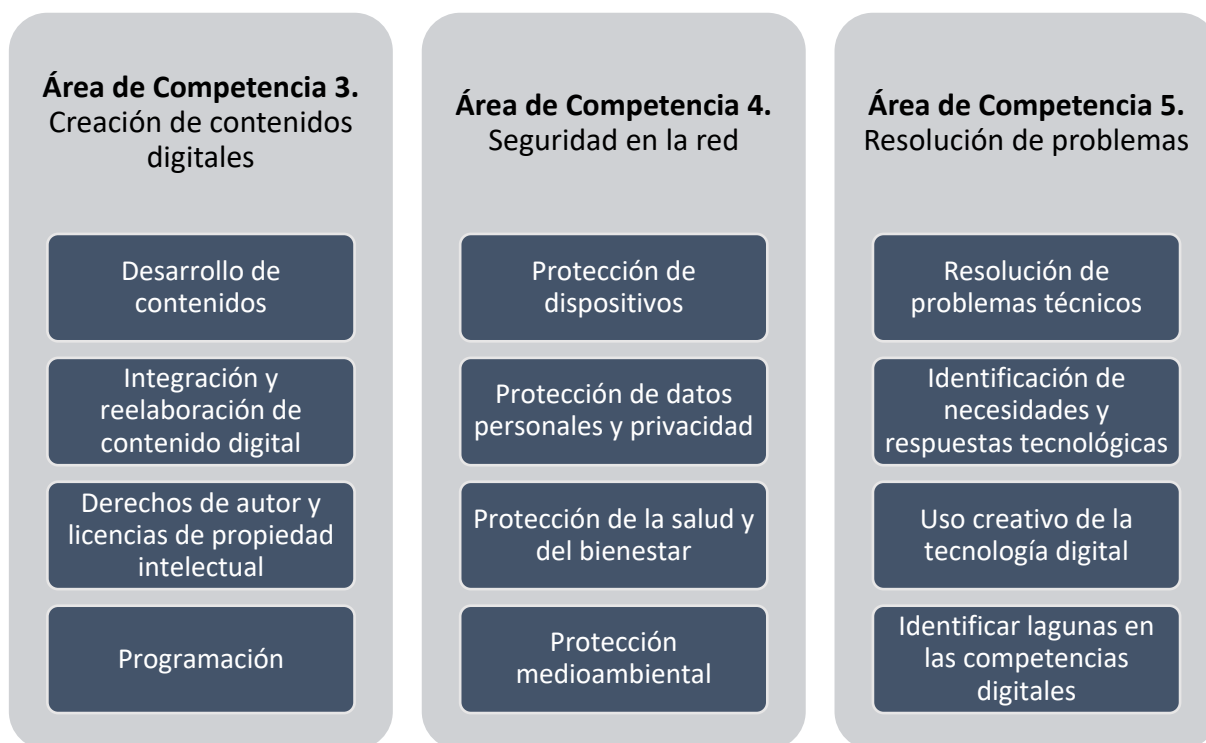 Área de Competencia 3.
Creación de contenidos
digitales
Desarrollo de
contenidos
Integración y
reelaboración de
contenido digital
Derechos de autor y
licencias de propiedad
intelectual
Programación
Área de Competencia 4.
Seguridad en la red
Protección de
dispositivos
Protección de datos
personales y privacidad
Protección de la salud y
del bienestar
Protección
medioambiental
Área de Competencia 5.
Resolución de problemas
Resolución de
problemas técnicos
Identificación de
necesidades y
respuestas tecnológicas
Uso creativo de la
tecnología digital
Identificar lagunas en
las competencias
digitales